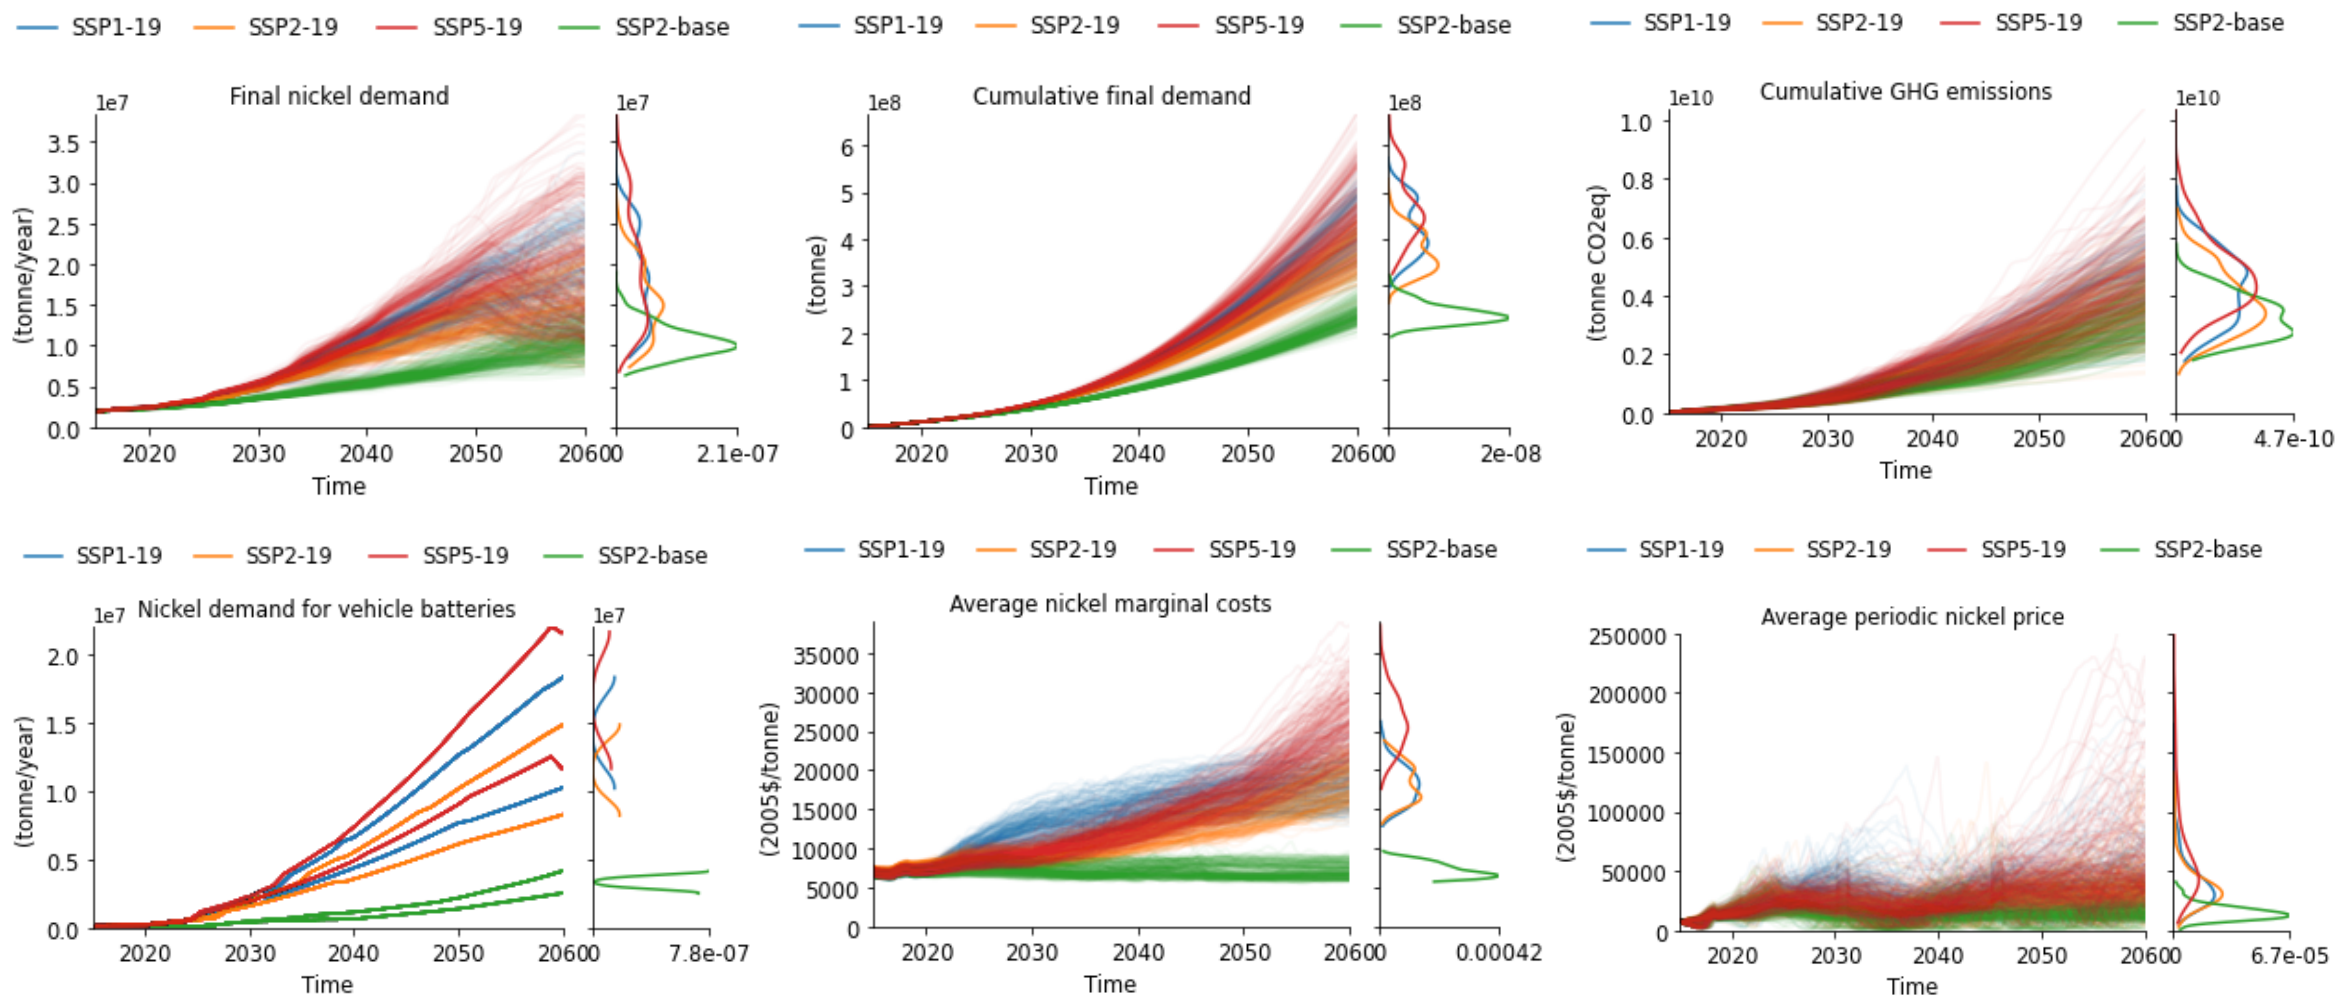 SSP1-19 SSP2-19 SSP5-19 SSP2-base
Final nickel demand
1e7 1e7
(tonne/year)
3.5
3.0
2.5
2.0
1.5
1.0
0.5
0.0
2020 2030 2040 2050 2060 0 2.1e-07
Time
SSP1-19 SSP2-19 SSP5-19 SSP2-base
Cumulative final demand
1e8 1e8
(tonne)
6
5
4
3
2
1
0
2020 2030 2040 2050 2060 0 2e-08
Time
SSP1-19 SSP2-19 SSP5-19 SSP2-base
Cumulative GHG emissions
1e10 1e10
(tonne CO2eq)
1.0
0.8
0.6
0.4
0.2
0.0
2020 2030 2040 2050 2060 0 4.7e-10
Time
SSP1-19 SSP2-19 SSP5-19 SSP2-base
Nickel demand for vehicle batteries
1e7 1e7
(tonne/year)
2.0
1.5
1.0
0.5
0.0
2020 2030 2040 2050 2060 0 7.8e-07
Time
SSP1-19 SSP2-19 SSP5-19 SSP2-base
Average nickel marginal costs
(2005$/tonne)
35000
30000
25000
20000
15000
10000
5000
0
2020 2030 2040 2050 2060 0.00042
Time
SSP1-19 SSP2-19 SSP5-19 SSP2-base
Average periodic nickel price
(2005$/tonne)
250000
200000
150000
100000
50000
0
2020 2030 2040 2050 2060 0 6.7e-05
Time